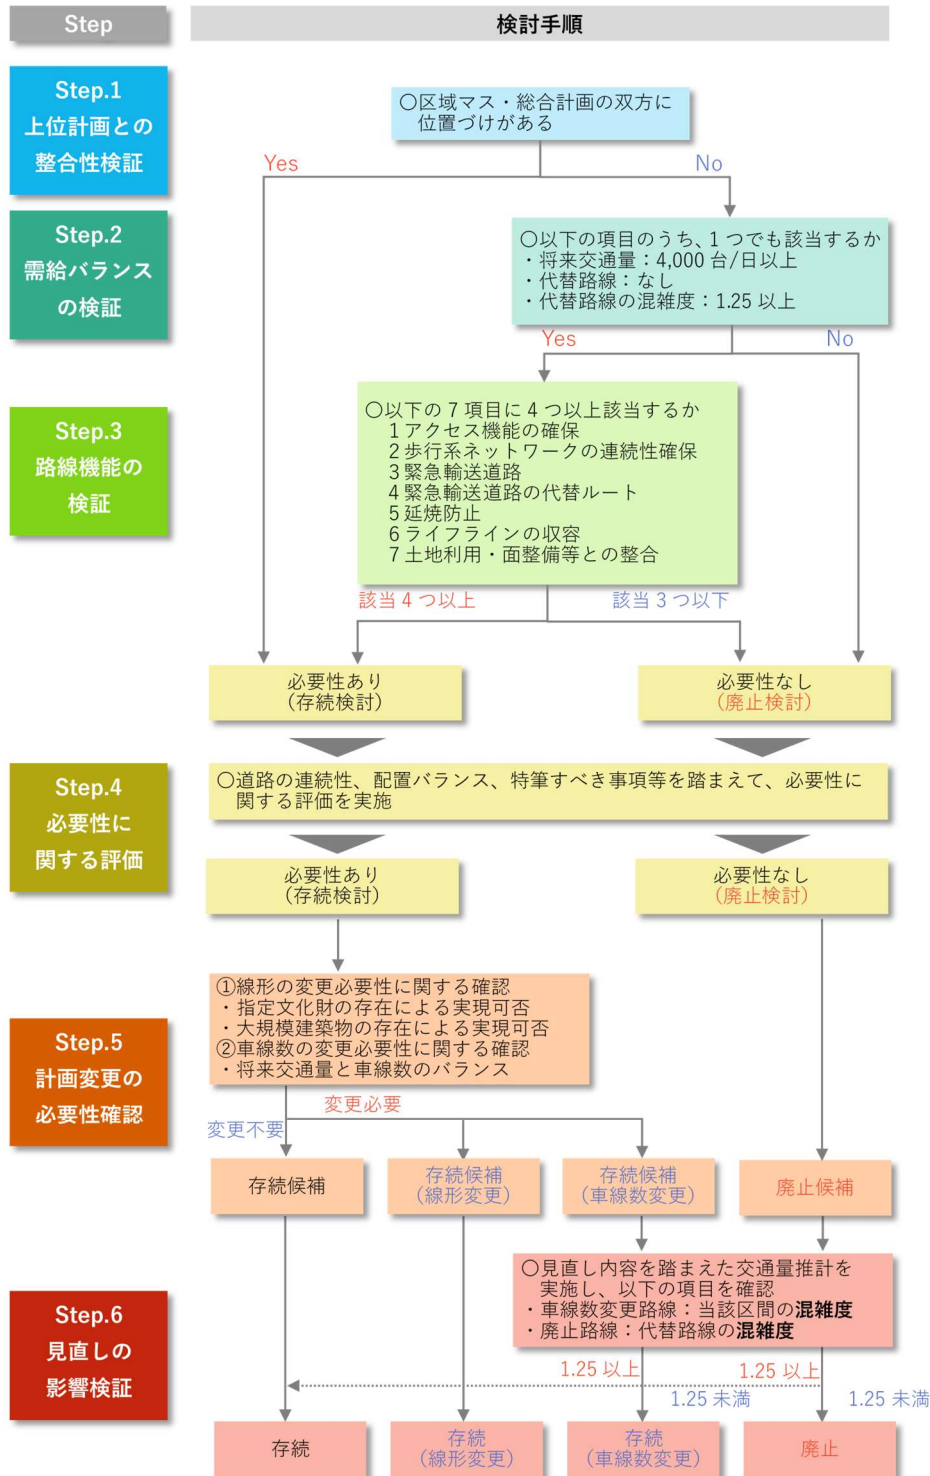 Step
検討手順
Step.1
上位計画との
整合性検証
○区域マス・総合計画の双方に
位置づけがある
Yes
No
Step.2
需給バランス
の検証
○以下の項目のうち、1つでも該当するか
・将来交通量：4,000 台/日以上
・代替路線：なし
・代替路線の混雑度：1.25 以上
Yes
No
Step.3
路線機能の
検証
○以下の 7 項目に 4 つ以上該当するか
1 アクセス機能の確保
2 歩行系ネットワークの連続性確保
3 緊急輸送道路
4 緊急輸送道路の代替ルート
5 延焼防止
6 ライフラインの収容
7 土地利用・面整備等との整合
該当 4 つ以上
該当 3 つ以下
必要性あり
（存続検討）
必要性なし
（廃止検討）
Step.4
必要性に
関する評価
○道路の連続性、配置バランス、特筆すべき事項等を踏まえて、必要性に
関する評価を実施
必要性あり
（存続検討）
必要性なし
（廃止検討）
Step.5
計画変更の
必要性確認
①線形の変更必要性に関する確認
・指定文化財の存在による実現可否
・大規模建築物の存在による実現可否
②車線数の変更必要性に関する確認
・将来交通量と車線数のバランス
変更必要
変更不要
存続候補
存続候補
（線形変更）
存続候補
（車線数変更）
廃止候補
Step.6
見直しの
影響検証
○見直し内容を踏まえた交通量推計を
実施し、以下の項目を確認
・車線数変更路線：当該区間の混雑度
・廃止路線：代替路線の混雑度
1.25 以上
1.25 以上
1.25 未満
1.25 未満
存続
存続
（線形変更）
存続
（車線数変更）
廃止